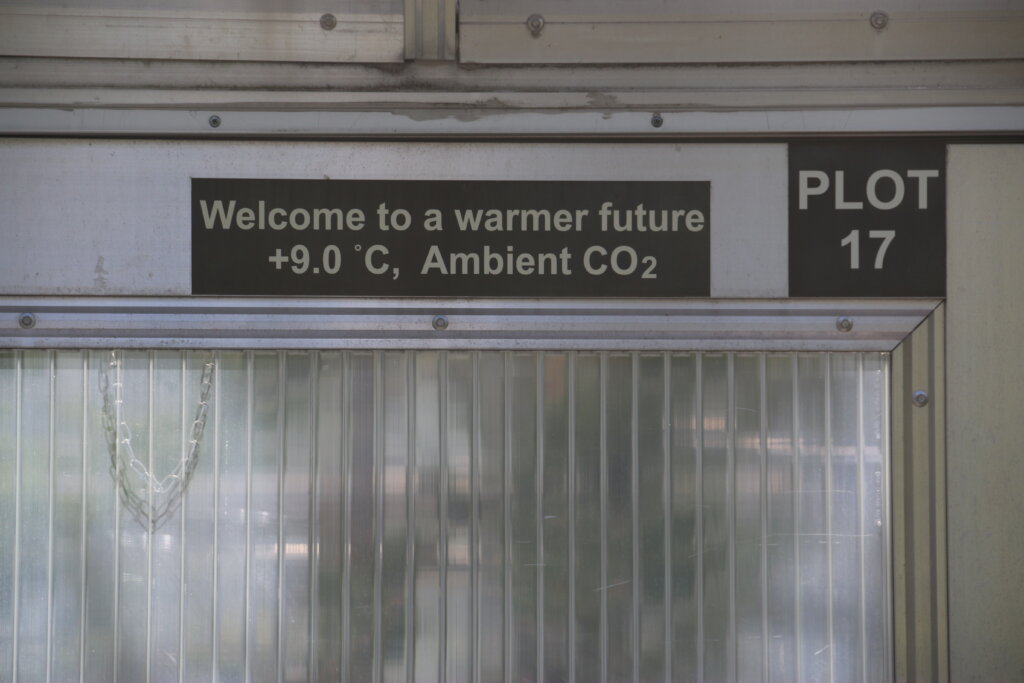 Welcome to a warmer future
+9.0 °C, Ambient CO₂
PLOT
17